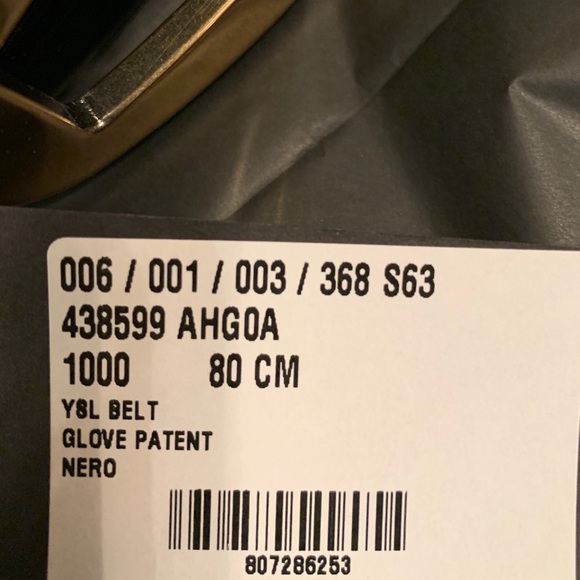 006 / 001 / 003 / 368 S63
438599 AHG0A
1000 80 CM
YSL BELT
GLOVE PATENT
NERO
807286253